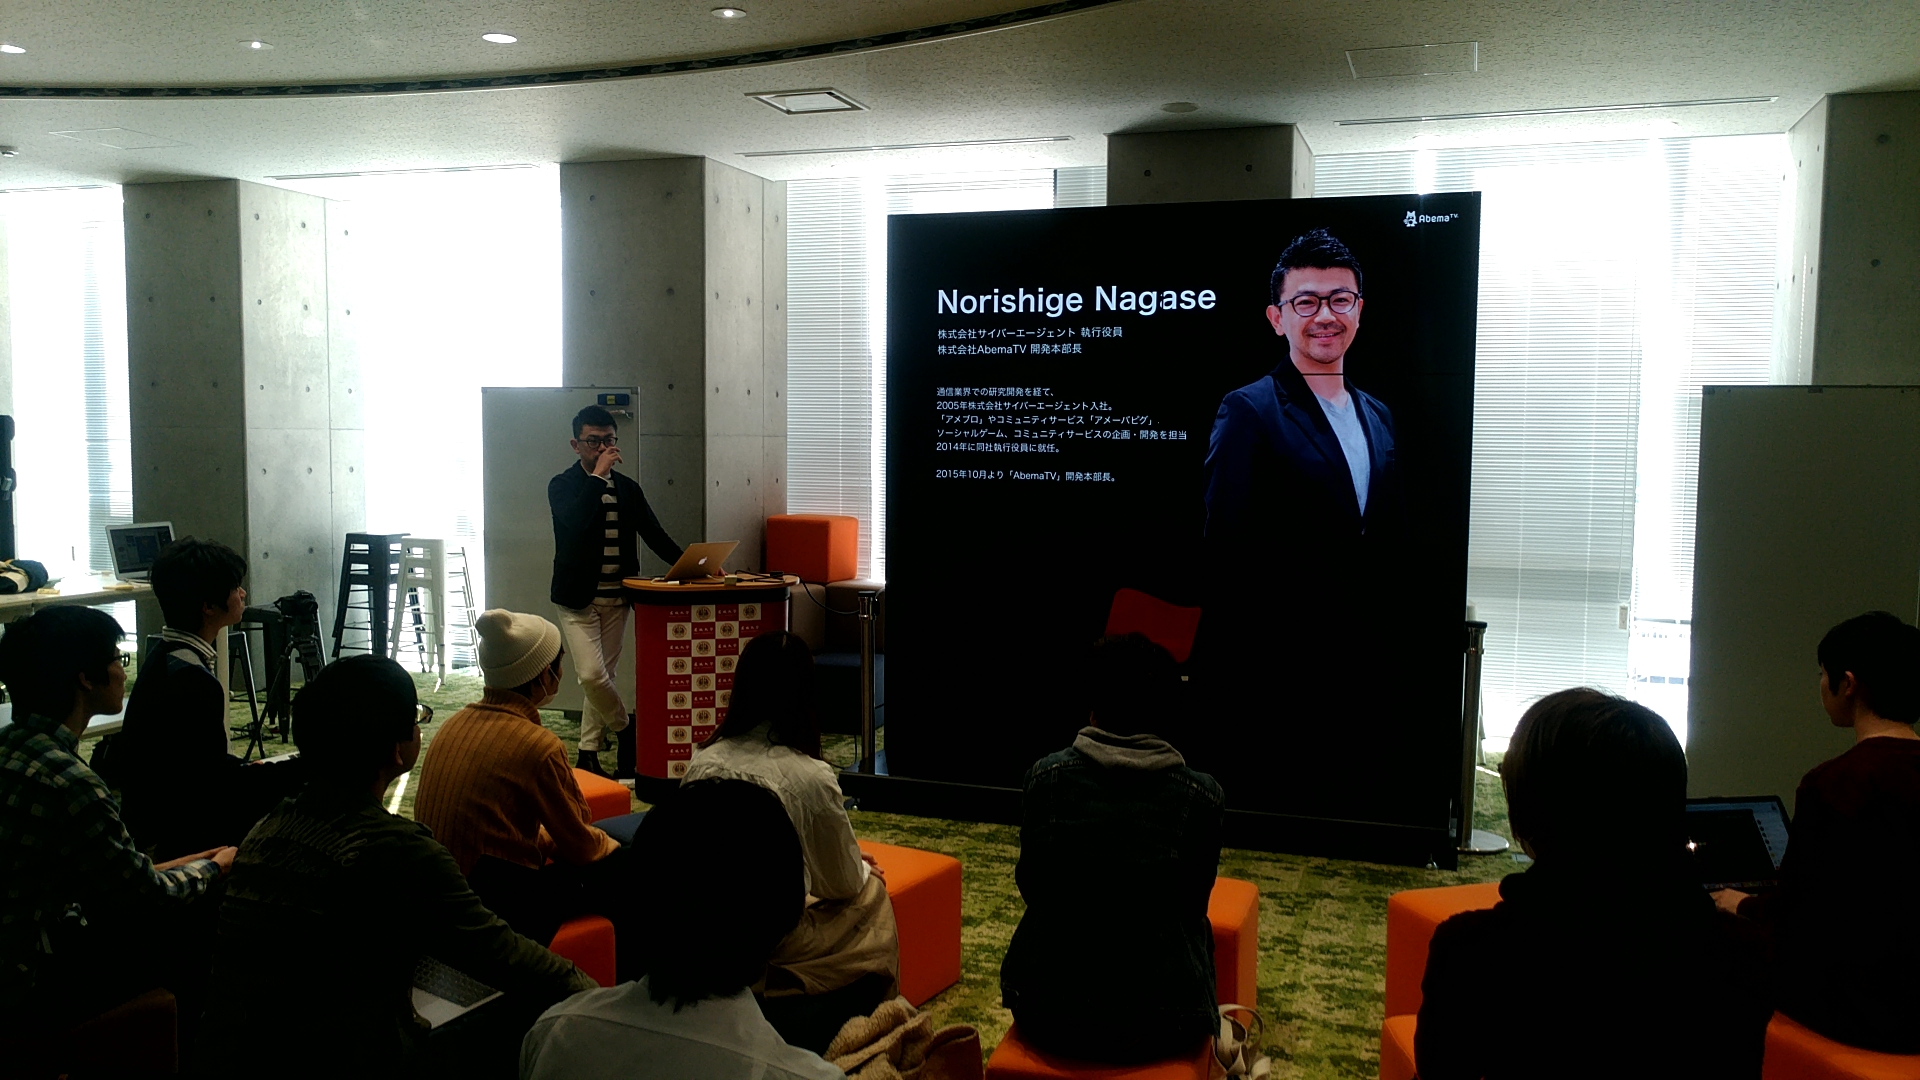 AbemaTV
Norishige Nagase
株式会社サイバーエージェント 執行役員
株式会社AbemaTV 開発本部長
通信業界での研究開発を経て、
2005年株式会社サイバーエージェント入社。
「アメブロ」やコミュニティサービス「アメーバピグ」、
ソーシャルゲーム、コミュニティサービスの企画・開発を担当
2014年に同社執行役員に就任。
2015年10月より「AbemaTV」開発本部長。